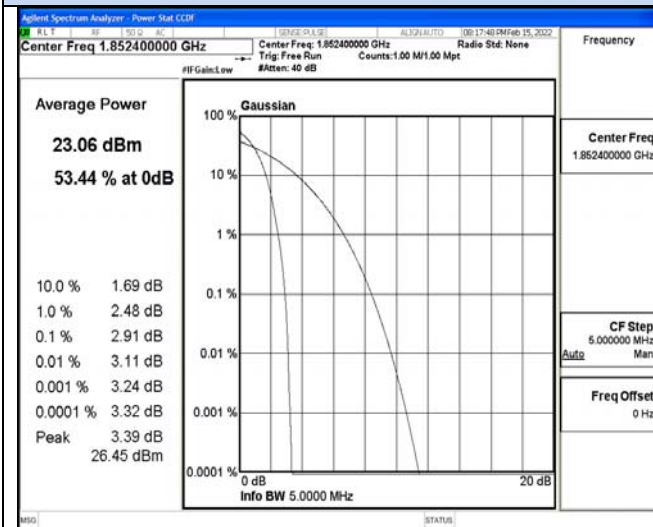 Agilent Spectrum Analyzer - Power Stat CCDF
RLT RF 50 Ω AC SENSE:PULSE ALIGN AUTO 08:17:48 PM Feb 15, 2022
Center Freq 1.852400000 GHz
Center Freq: 1.852400000 GHz Radio Std: None
Trig: Free Run Counts:1.00 M/1.00 Mpt
#IFGain:Low #Atten: 40 dB
Frequency
Average Power
23.06 dBm
53.44 % at 0dB
10.0 % 1.69 dB
1.0 % 2.48 dB
0.1 % 2.91 dB
0.01 % 3.11 dB
0.001 % 3.24 dB
0.0001 % 3.32 dB
Peak 3.39 dB
26.45 dBm
Gaussian
100 %
10 %
1 %
0.1 %
0.01 %
0.001 %
0.0001 %
0 dB 20 dB
Info BW 5.0000 MHz
Center Freq
1.852400000 GHz
CF Step
5.000000 MHz
Auto Man
Freq Offset
0 Hz
MSG STATUS